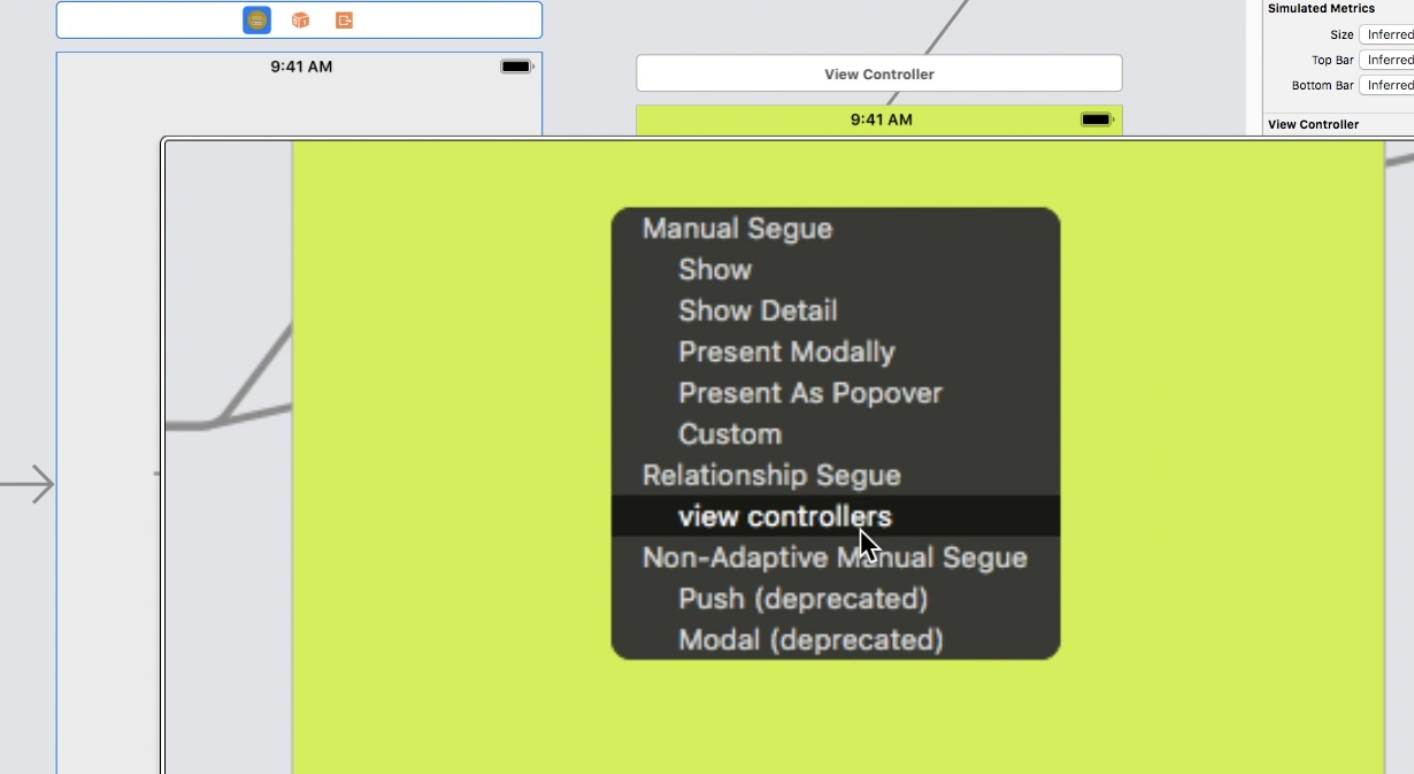 Simulated Metrics
Size Inferred
Top Bar Inferred
Bottom Bar Inferred
View Controller
9:41 AM
View Controller
9:41 AM
Manual Segue
Show
Show Detail
Present Modally
Present As Popover
Custom
Relationship Segue
view controllers
Non-Adaptive Manual Segue
Push (deprecated)
Modal (deprecated)